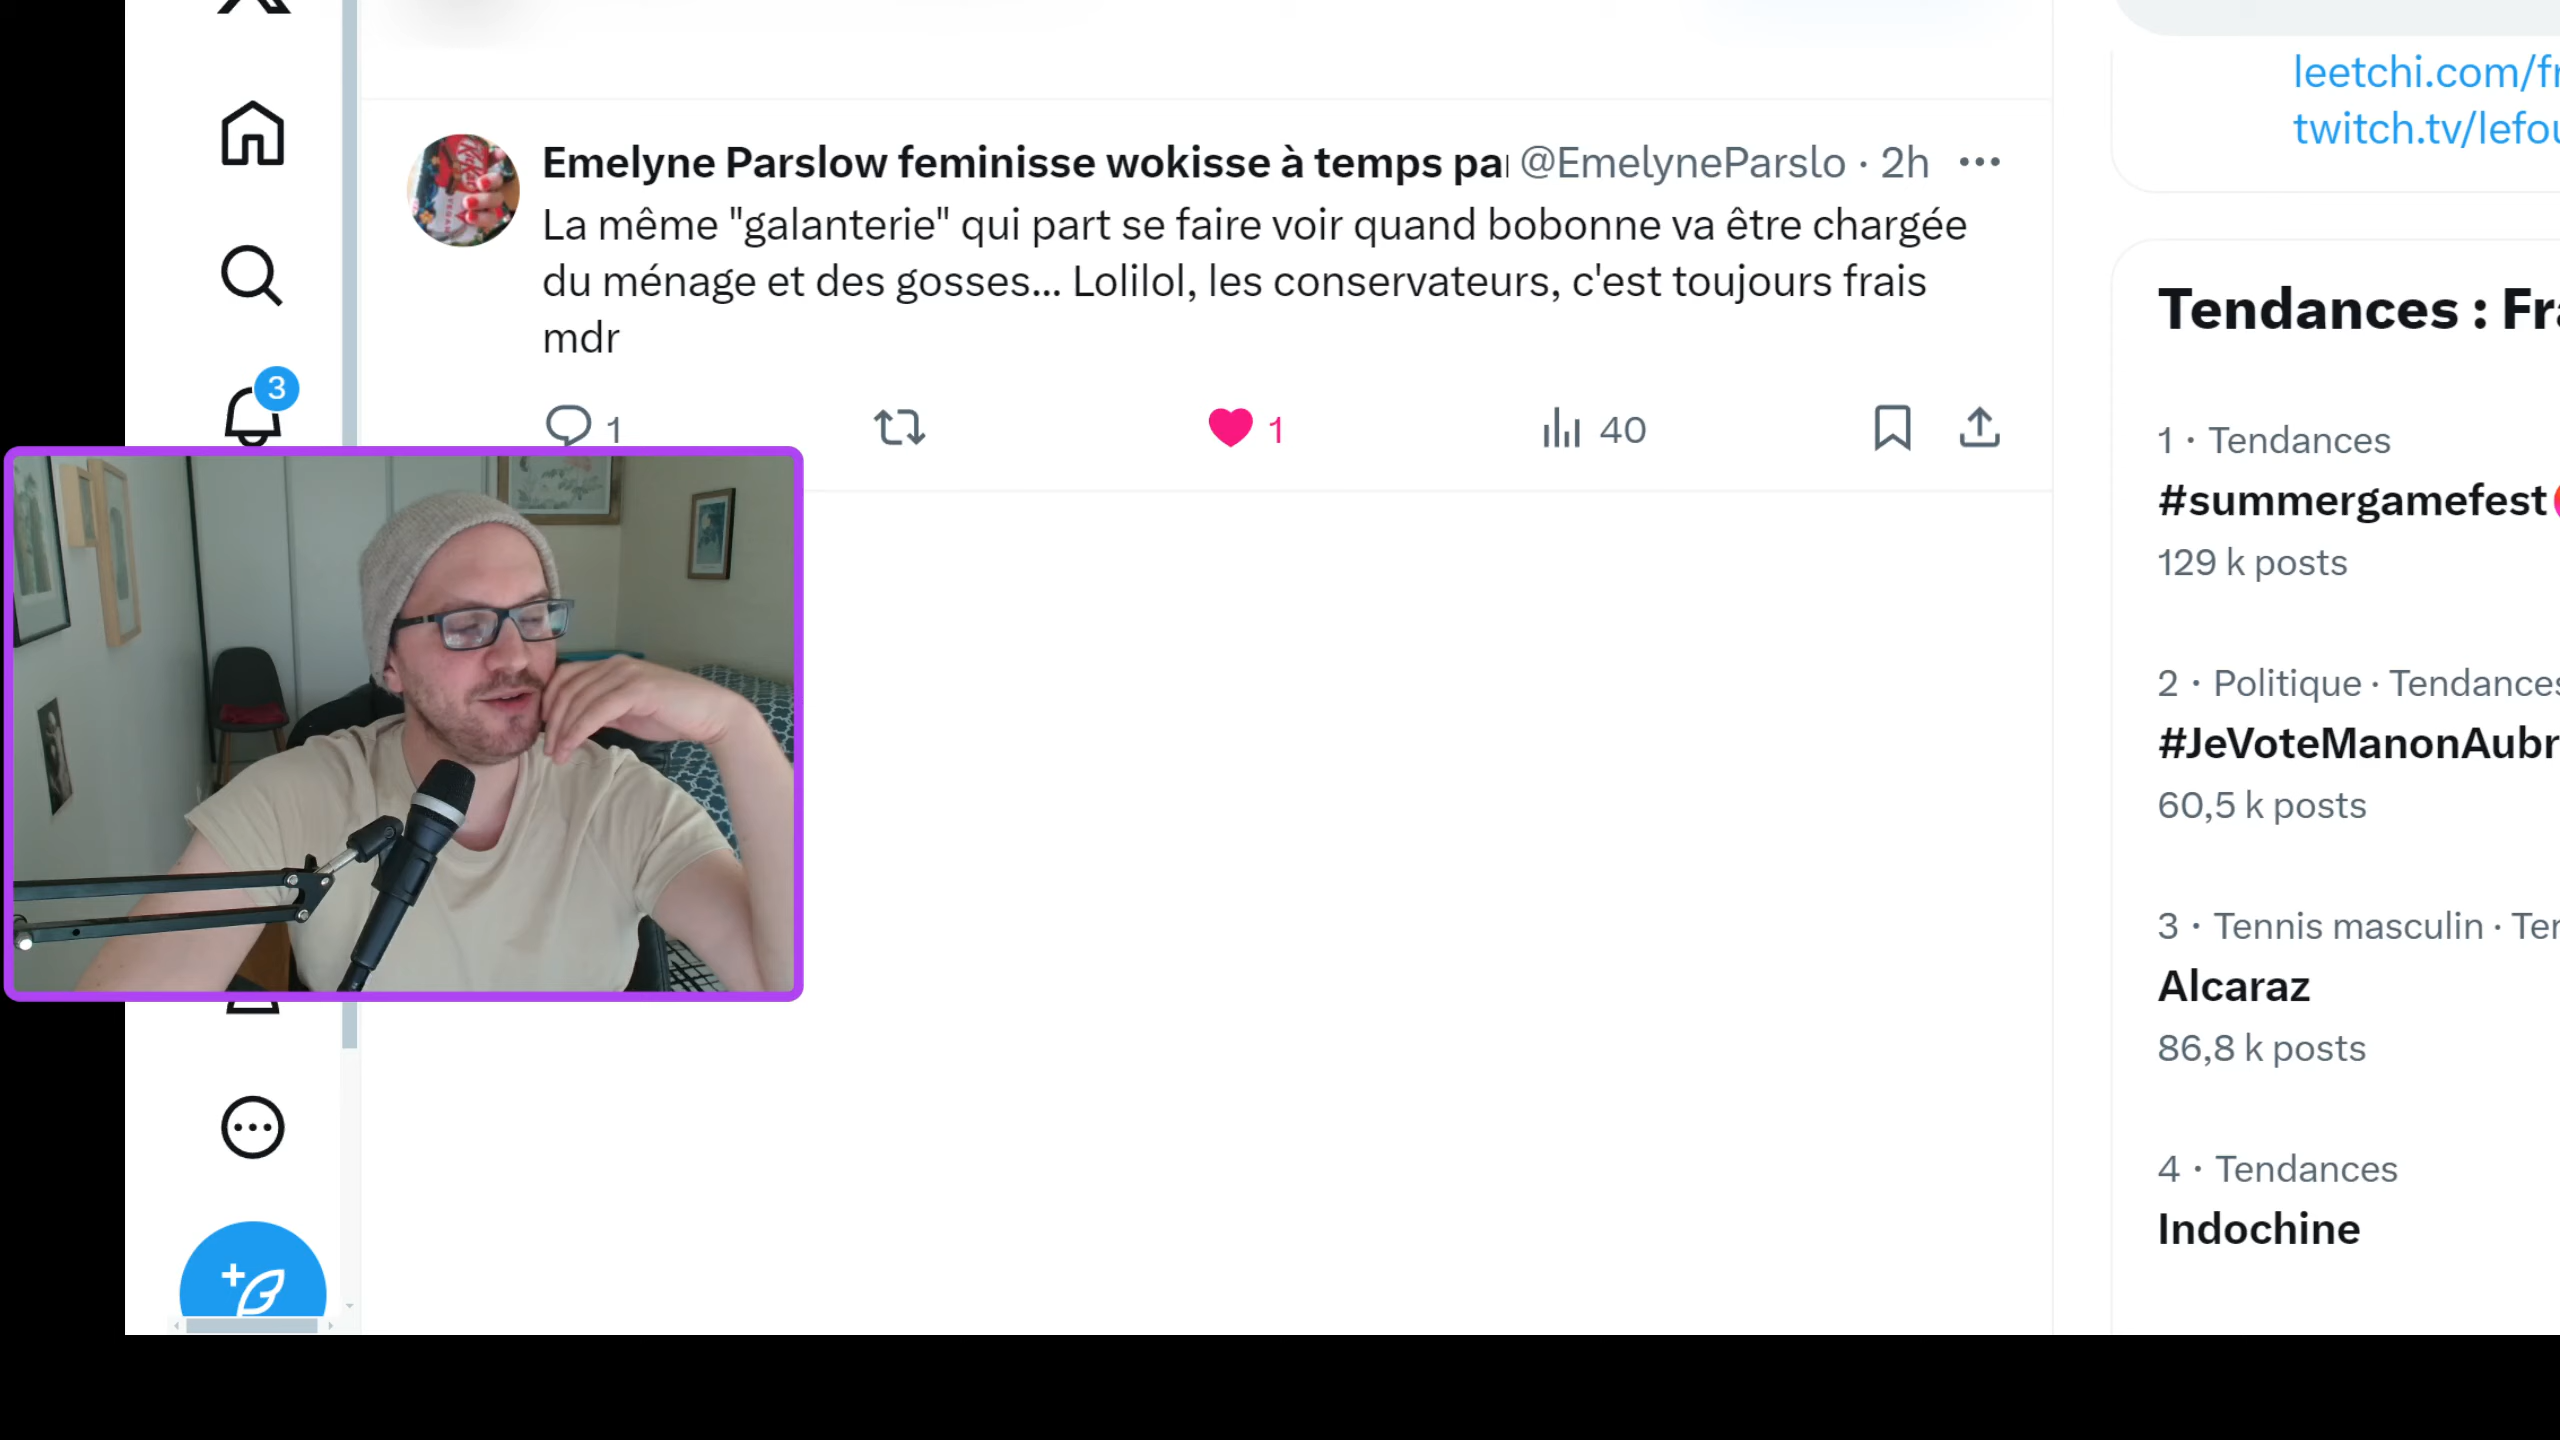 leetchi.com/fr
twitch.tv/lefou
Emelyne Parslow feminisse wokisse à temps pa @EmelyneParslo · 2h
La même "galanterie" qui part se faire voir quand bobonne va être chargée
du ménage et des gosses... Lolilol, les conservateurs, c'est toujours frais
mdr
1 1 40
3
Tendances : Fra
1 · Tendances
#summergamefest
129 k posts
2 · Politique · Tendances
#JeVoteManonAubr
60,5 k posts
3 · Tennis masculin · Ten
Alcaraz
86,8 k posts
4 · Tendances
Indochine